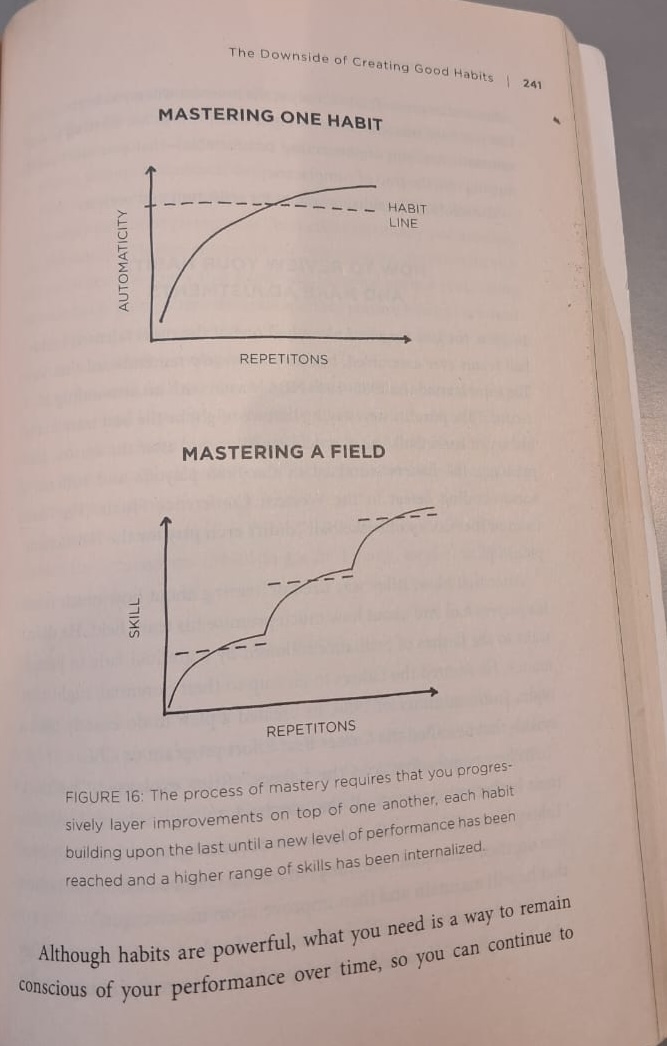 The Downside of Creating Good Habits | 241
MASTERING ONE HABIT
AUTOMATICITY
HABIT
LINE
REPETITONS
MASTERING A FIELD
SKILL
REPETITONS
FIGURE 16: The process of mastery requires that you progres-
sively layer improvements on top of one another, each habit
building upon the last until a new level of performance has been
reached and a higher range of skills has been internalized.
Although habits are powerful, what you need is a way to remain
conscious of your performance over time, so you can continue to